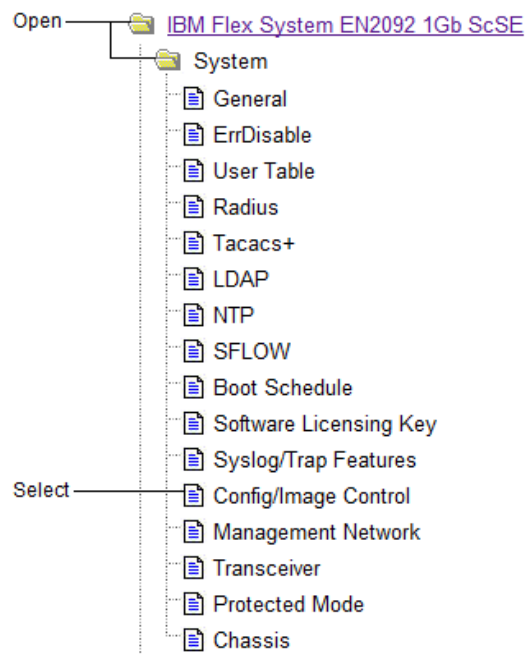 Open IBM Flex System EN2092 1Gb ScSE
System
General
ErrDisable
User Table
Radius
Tacacs+
LDAP
NTP
SFLOW
Boot Schedule
Software Licensing Key
Syslog/Trap Features
Select Config/Image Control
Management Network
Transceiver
Protected Mode
Chassis